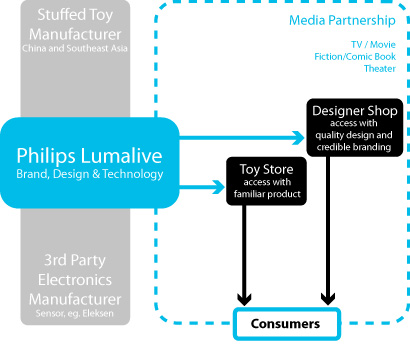 Stuffed Toy
Manufacturer
China and Southeast Asia
Media Partnership
TV / Movie
Fiction/Comic Book
Theater
Designer Shop
access with
quality design and
credible branding
Philips Lumalive
Brand, Design & Technology
Toy Store
access with
familiar product
3rd Party
Electronics
Manufacturer
Sensor, eg. Eleksen
Consumers